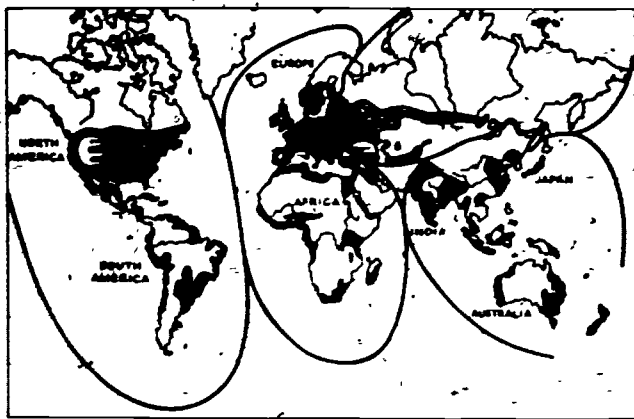 EUROPE
NORTH
AMERICA
AFRICA
JAPAN
INDIA
SOUTH
AMERICA
AUSTRALIA